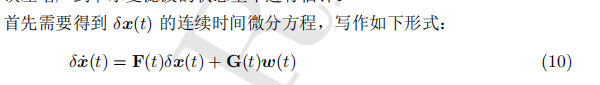 首先需要得到 δx(t) 的连续时间微分方程，写作如下形式：
δẋ(t) = F(t)δx(t) + G(t)w(t) (10)